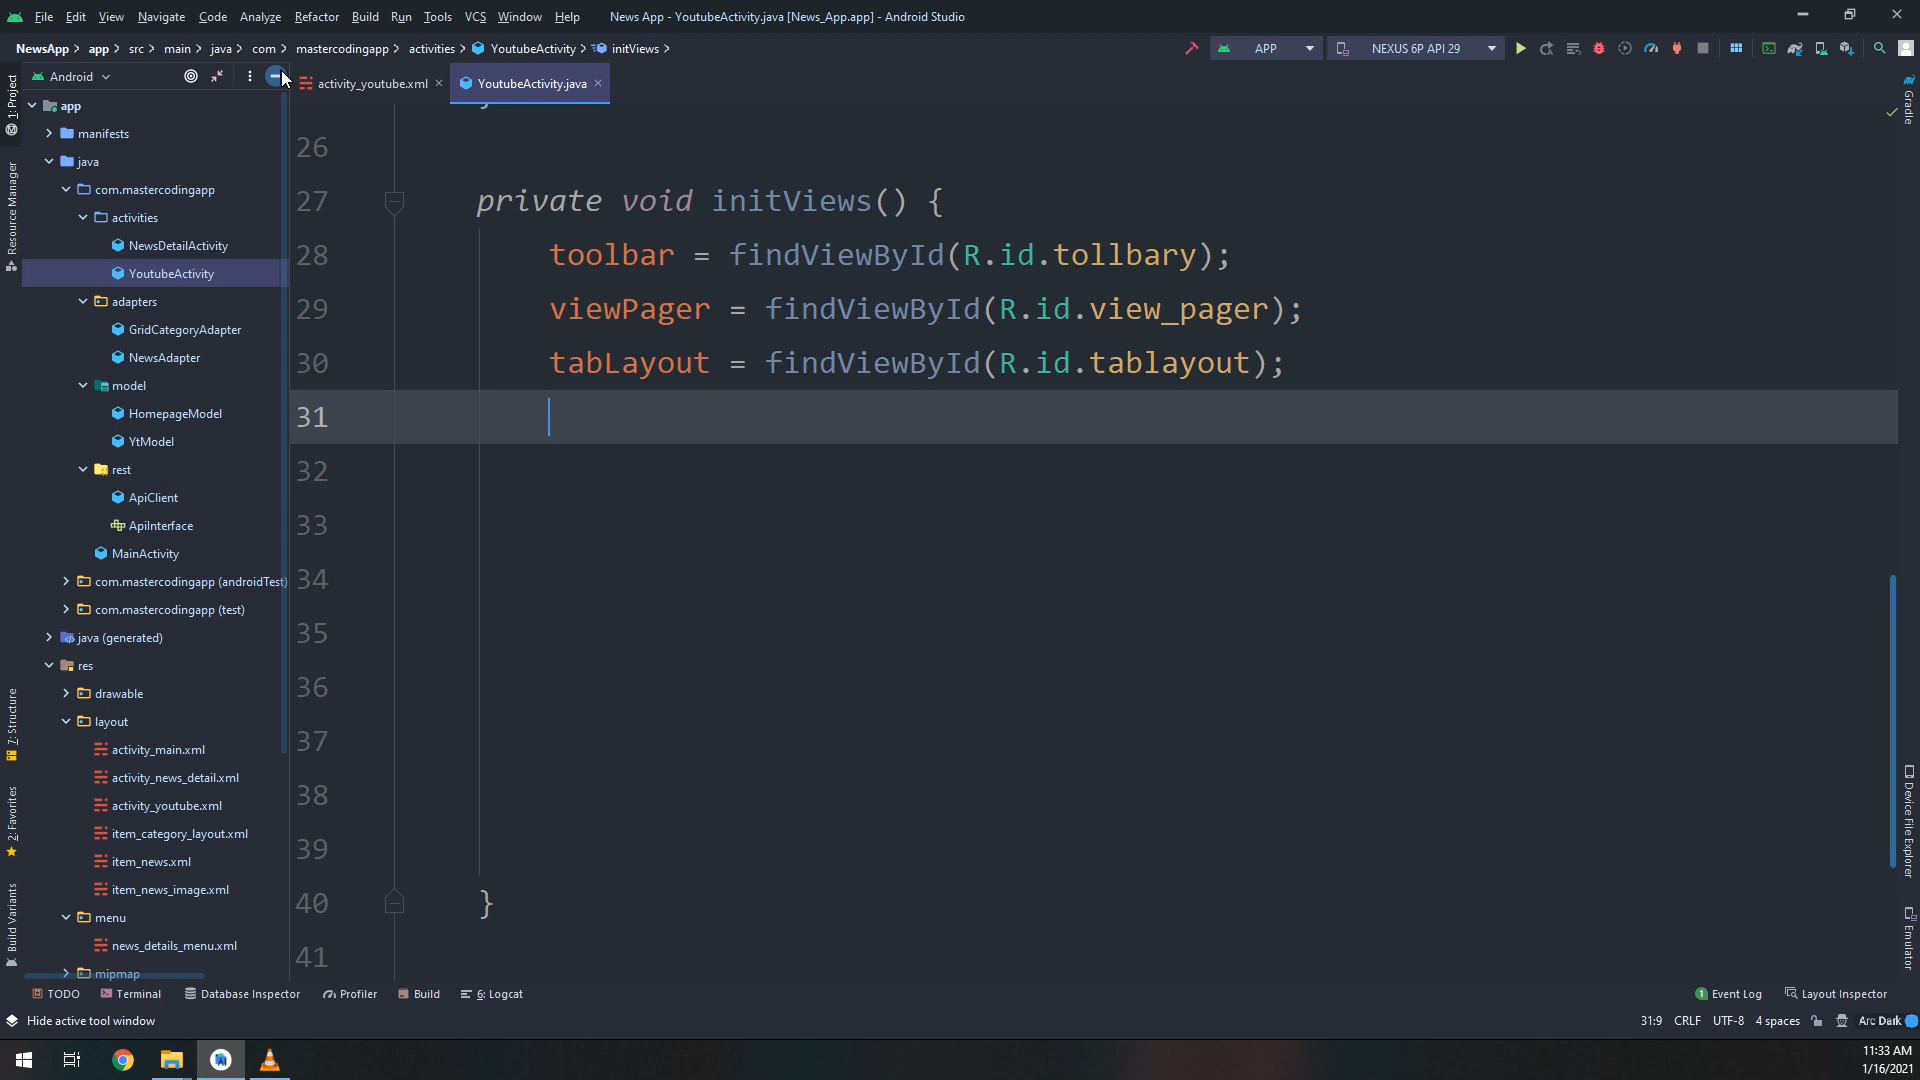 File Edit View Navigate Code Analyze Refactor Build Run Tools VCS Window Help News App - YoutubeActivity.java [News_App.app] - Android Studio
NewsApp app src main java com mastercodingapp activities YoutubeActivity initViews APP NEXUS 6P API 29
Android
activity_youtube.xml
YoutubeActivity.java
app
manifests
java
com.mastercodingapp
activities
NewsDetailActivity
YoutubeActivity
adapters
GridCategoryAdapter
NewsAdapter
model
HomepageModel
YtModel
rest
ApiClient
ApiInterface
MainActivity
com.mastercodingapp (androidTest)
com.mastercodingapp (test)
java (generated)
res
drawable
layout
activity_main.xml
activity_news_detail.xml
activity_youtube.xml
item_category_layout.xml
item_news.xml
item_news_image.xml
menu
news_details_menu.xml
mipmap
1: Project
Resource Manager
7: Structure
2: Favorites
Build Variants
26
27 private void initViews() {
28 toolbar = findViewById(R.id.tollbary);
29 viewPager = findViewById(R.id.view_pager);
30 tabLayout = findViewById(R.id.tablayout);
31
32
33
34
35
36
37
38
39
40 }
41
Gradle
Device File Explorer
Emulator
TODO Terminal Database Inspector Profiler Build 6: Logcat 1 Event Log Layout Inspector
Hide active tool window 31:9 CRLF UTF-8 4 spaces Arc Dark
11:33 AM
1/16/2021